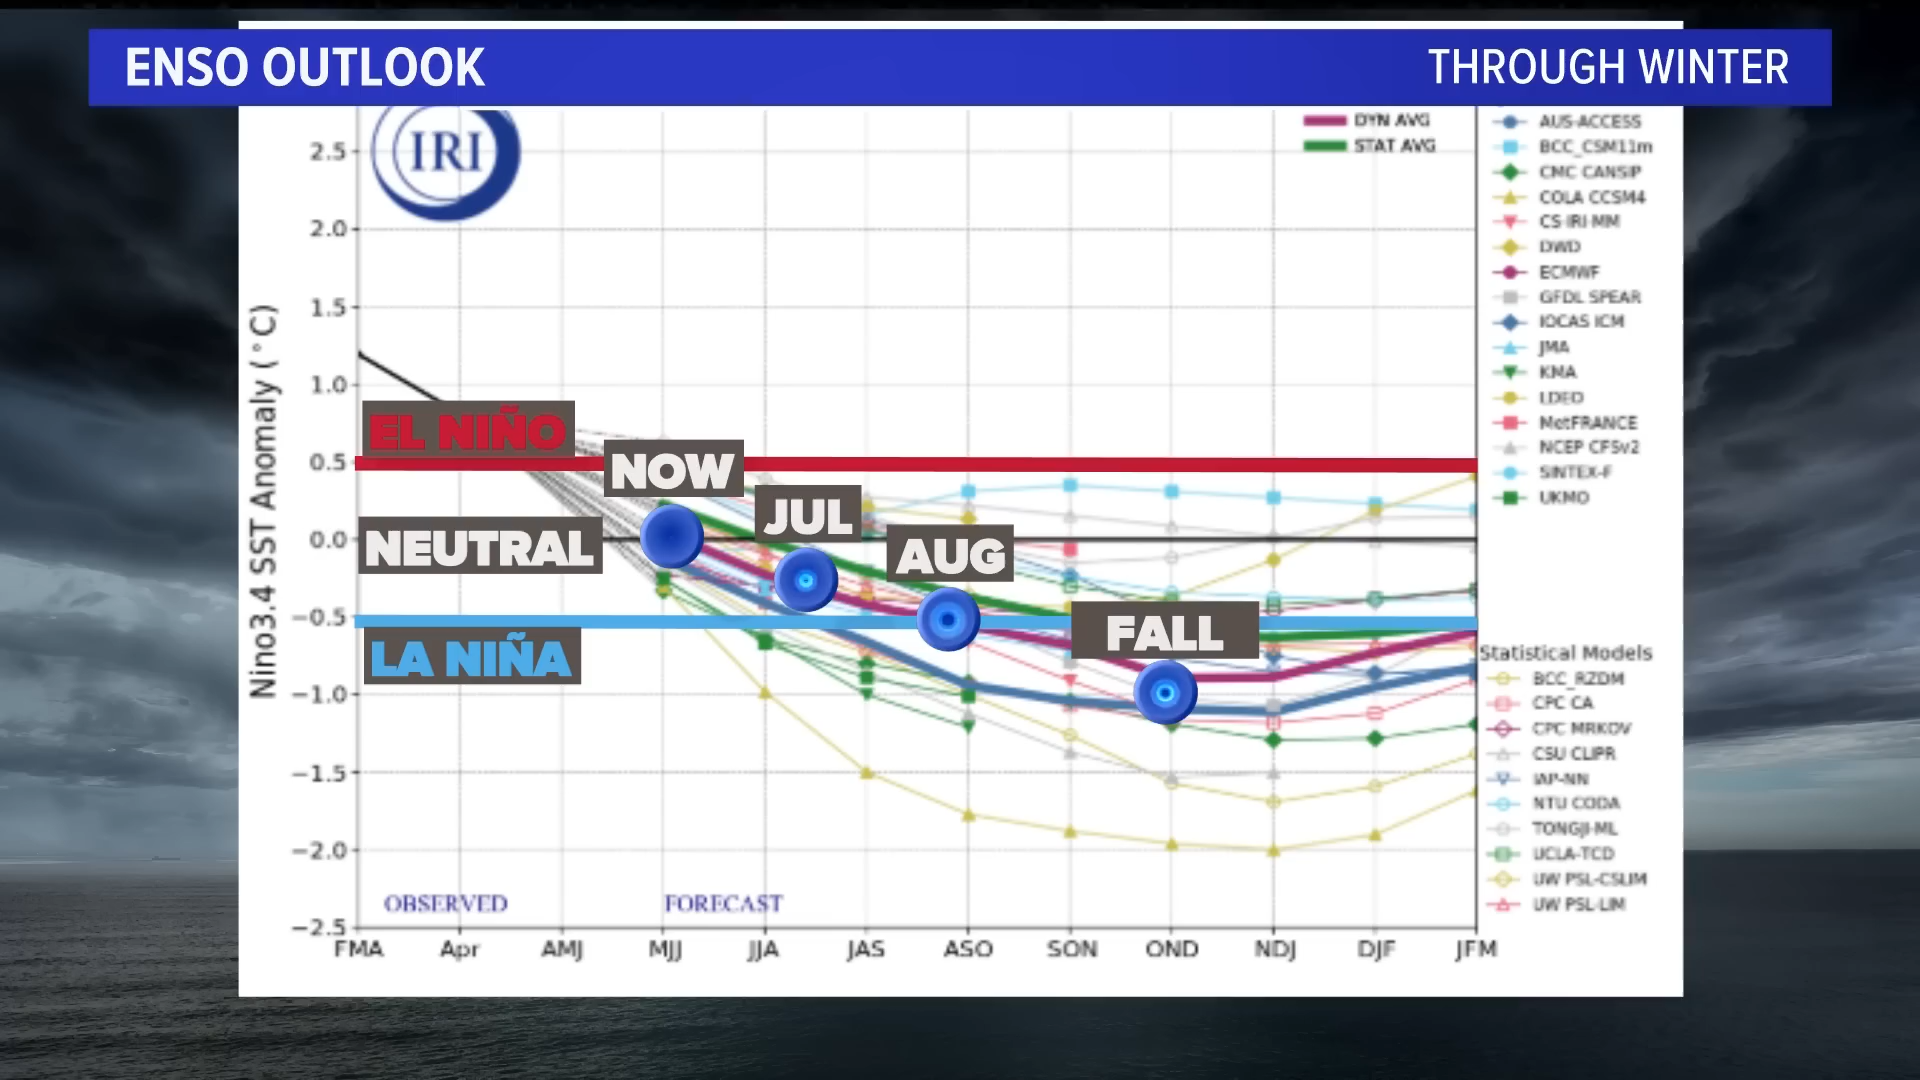 ENSO OUTLOOK
THROUGH WINTER
IRI
DYN AVG
STAT AVG
AUS-ACCESS
BCC_CSM11m
CMC CANSIP
COLA CCSM4
CS-IRI-MM
DWD
ECMWF
GFDL SPEAR
IOCAS ICM
JMA
KMA
LDEO
MetFRANCE
NCEP CFSv2
SINTEX-F
UKMO
Statistical Models
BCC_RZDM
CPC CA
CPC MRKOV
CSU CLIPR
IAP-NN
NTU CODA
TONGJI-ML
UCLA-TCD
UW PSL-CSLIM
UW PSL-LIM
Nino3.4 SST Anomaly (°C)
2.5
2.0
1.5
1.0
0.5
0.0
−0.5
−1.0
−1.5
−2.0
−2.5
EL NIÑO
NEUTRAL
LA NIÑA
NOW
JUL
AUG
FALL
OBSERVED
FORECAST
FMA
Apr
AMJ
MJJ
JJA
JAS
ASO
SON
OND
NDJ
DJF
JFM